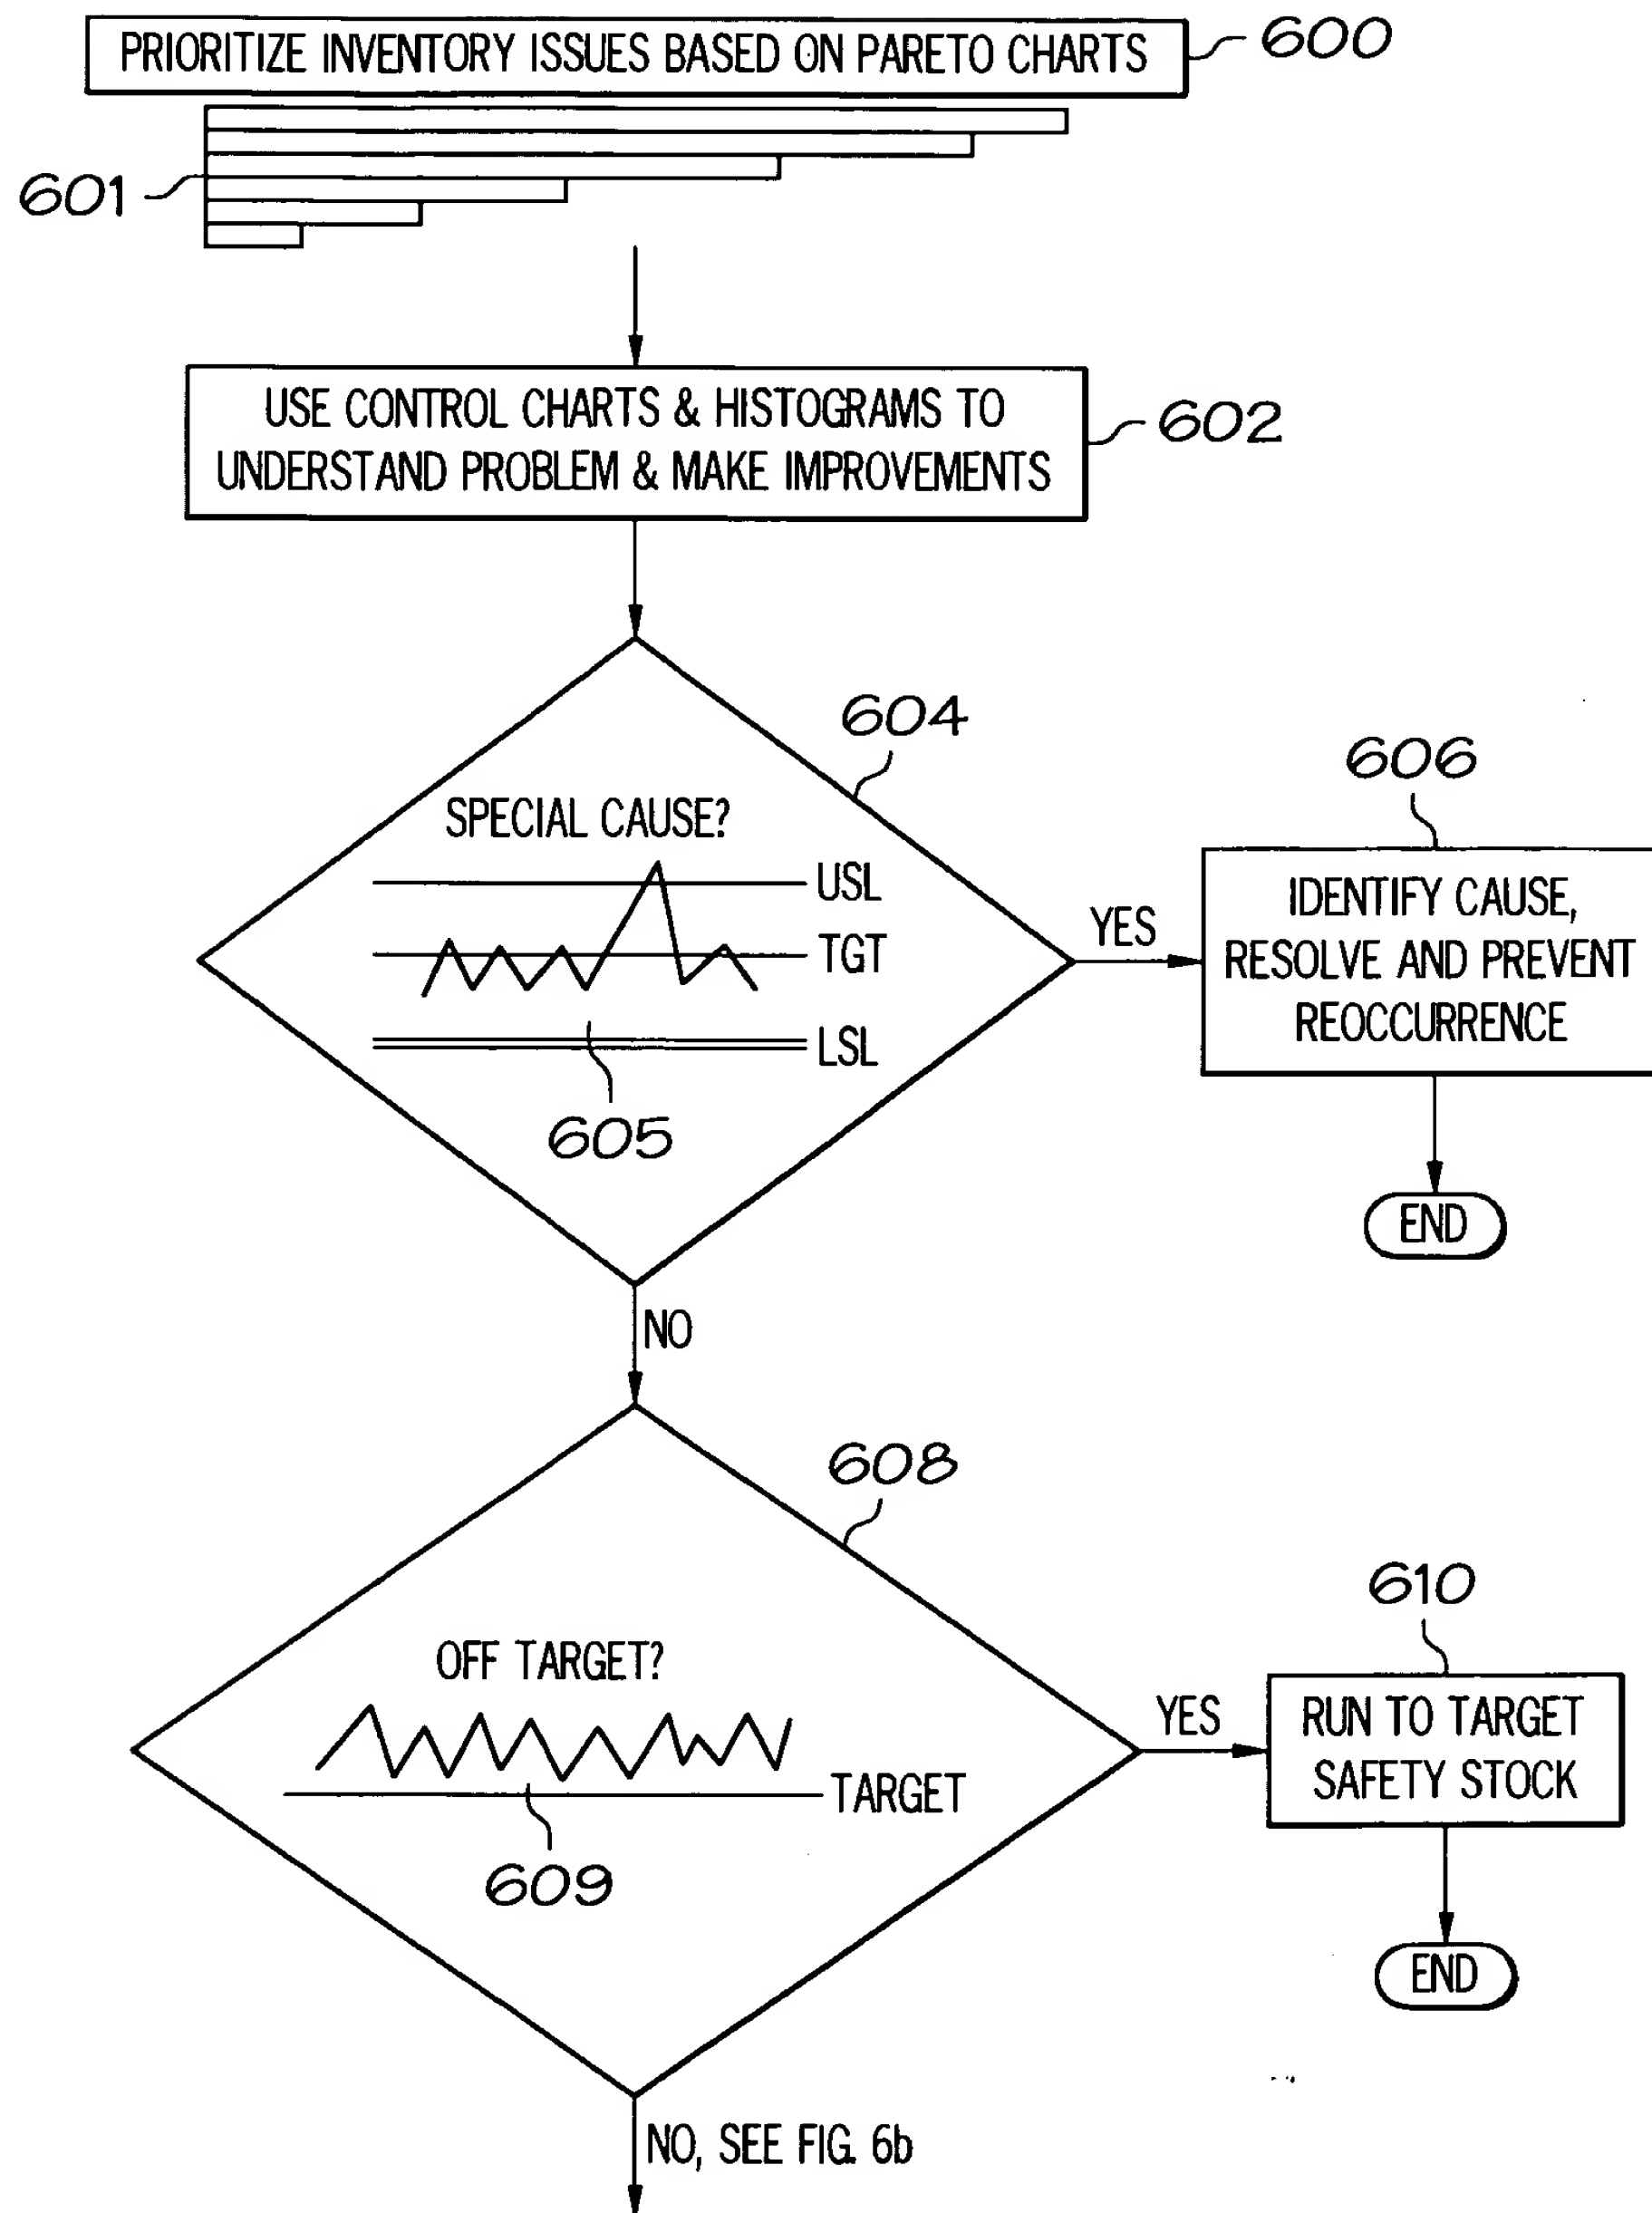 PRIORITIZE INVENTORY ISSUES BASED ON PARETO CHARTS
600
601
USE CONTROL CHARTS & HISTOGRAMS TO
UNDERSTAND PROBLEM & MAKE IMPROVEMENTS
602
604
SPECIAL CAUSE?
USL
TGT
LSL
605
YES
606
IDENTIFY CAUSE,
RESOLVE AND PREVENT
REOCCURRENCE
END
NO
608
OFF TARGET?
TARGET
609
YES
610
RUN TO TARGET
SAFETY STOCK
END
NO, SEE FIG. 6b